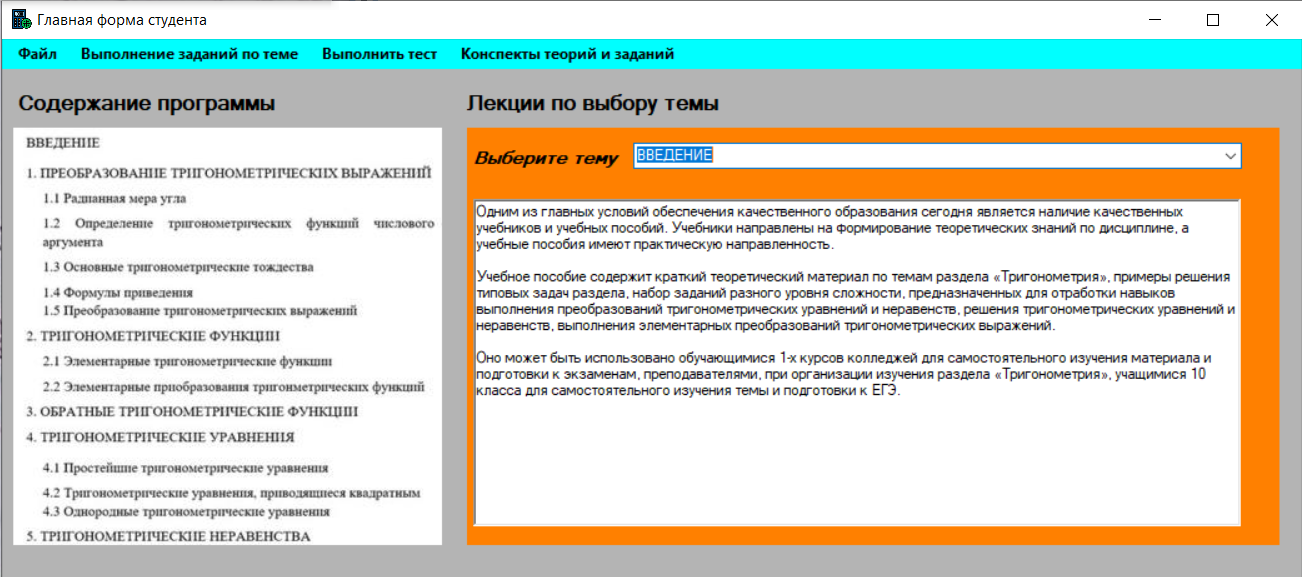 Главная форма студента
Файл Выполнение заданий по теме Выполнить тест Конспекты теорий и заданий
Содержание программы
ВВЕДЕНИЕ
1. ПРЕОБРАЗОВАНИЕ ТРИГОНОМЕТРИЧЕСКИХ ВЫРАЖЕНИЙ
1.1 Радианная мера угла
1.2 Определение тригонометрических функций числового
аргумента
1.3 Основные тригонометрические тождества
1.4 Формулы приведения
1.5 Преобразование тригонометрических выражений
2. ТРИГОНОМЕТРИЧЕСКИЕ ФУНКЦИИ
2.1 Элементарные тригонометрические функции
2.2 Элементарные приобразования тригонметрических функций
3. ОБРАТНЫЕ ТРИГОНОМЕТРИЧЕСКИЕ ФУНКЦИИ
4. ТРИГОНОМЕТРИЧЕСКИЕ УРАВНЕНИЯ
4.1 Простейшие тригонометрические уравнения
4.2 Тригонометрические уравнения, приводящиеся квадратным
4.3 Однородные тригонометрические уравнения
5. ТРИГОНОМЕТРИЧЕСКИЕ НЕРАВЕНСТВА
Лекции по выбору темы
Выберите тему ВВЕДЕНИЕ
Одним из главных условий обеспечения качественного образования сегодня является наличие качественных
учебников и учебных пособий. Учебники направлены на формирование теоретических знаний по дисциплине, а
учебные пособия имеют практическую направленность.
Учебное пособие содержит краткий теоретический материал по темам раздела «Тригонометрия», примеры решения
типовых задач раздела, набор заданий разного уровня сложности, предназначенных для отработки навыков
выполнения преобразований тригонометрических уравнений и неравенств, решения тригонометрических уравнений и
неравенств, выполнения элементарных преобразований тригонометрических выражений.
Оно может быть использовано обучающимися 1-х курсов колледжей для самостоятельного изучения материала и
подготовки к экзаменам, преподавателями, при организации изучения раздела «Тригонометрия», учащимися 10
класса для самостоятельного изучения темы и подготовки к ЕГЭ.